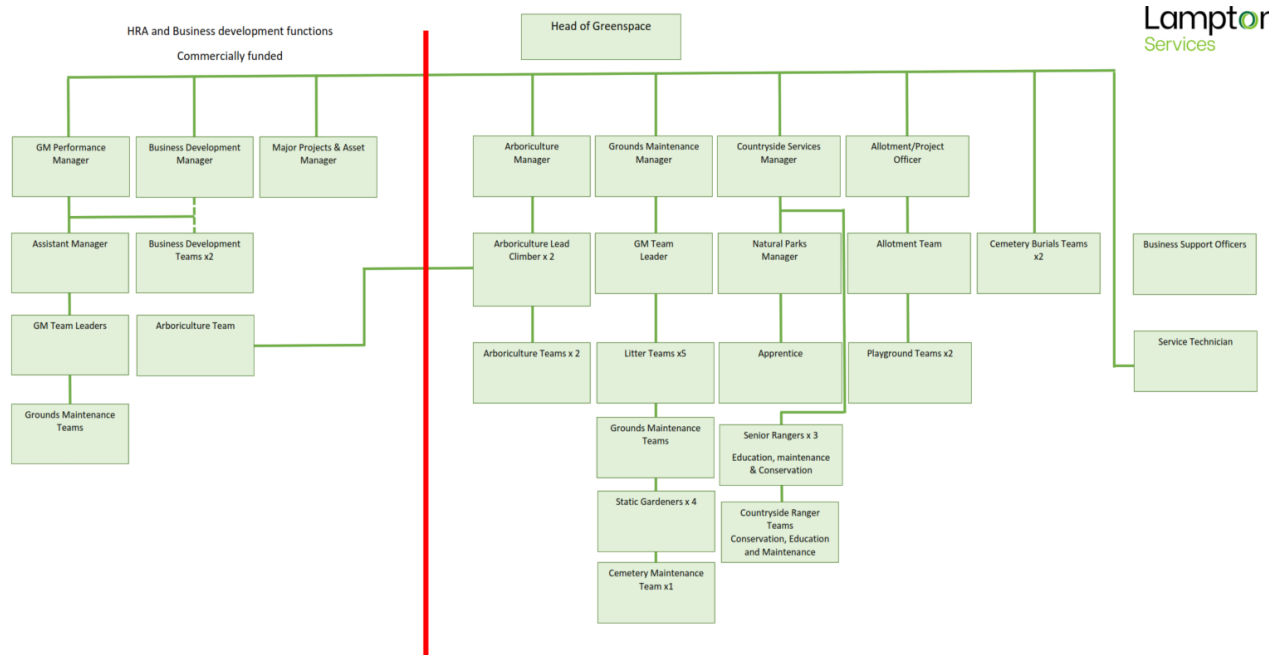 HRA and Business development functions
Commercially funded
Head of Greenspace
Lampton
Services
GM Performance
Manager
Business Development
Manager
Major Projects & Asset
Manager
Arboriculture
Manager
Grounds Maintenance
Manager
Countryside Services
Manager
Allotment/Project
Officer
Assistant Manager
Business Development
Teams x2
Arboriculture Lead
Climber x 2
GM Team
Leader
Natural Parks
Manager
Allotment Team
Cemetery Burials Teams
x2
Business Support Officers
GM Team Leaders
Arboriculture Team
Arboriculture Teams x 2
Litter Teams x5
Apprentice
Playground Teams x2
Service Technician
Grounds Maintenance
Teams
Grounds Maintenance
Teams
Senior Rangers x 3
Education, maintenance
& Conservation
Static Gardeners x 4
Countryside Ranger
Teams
Conservation, Education
and Maintenance
Cemetery Maintenance
Team x1